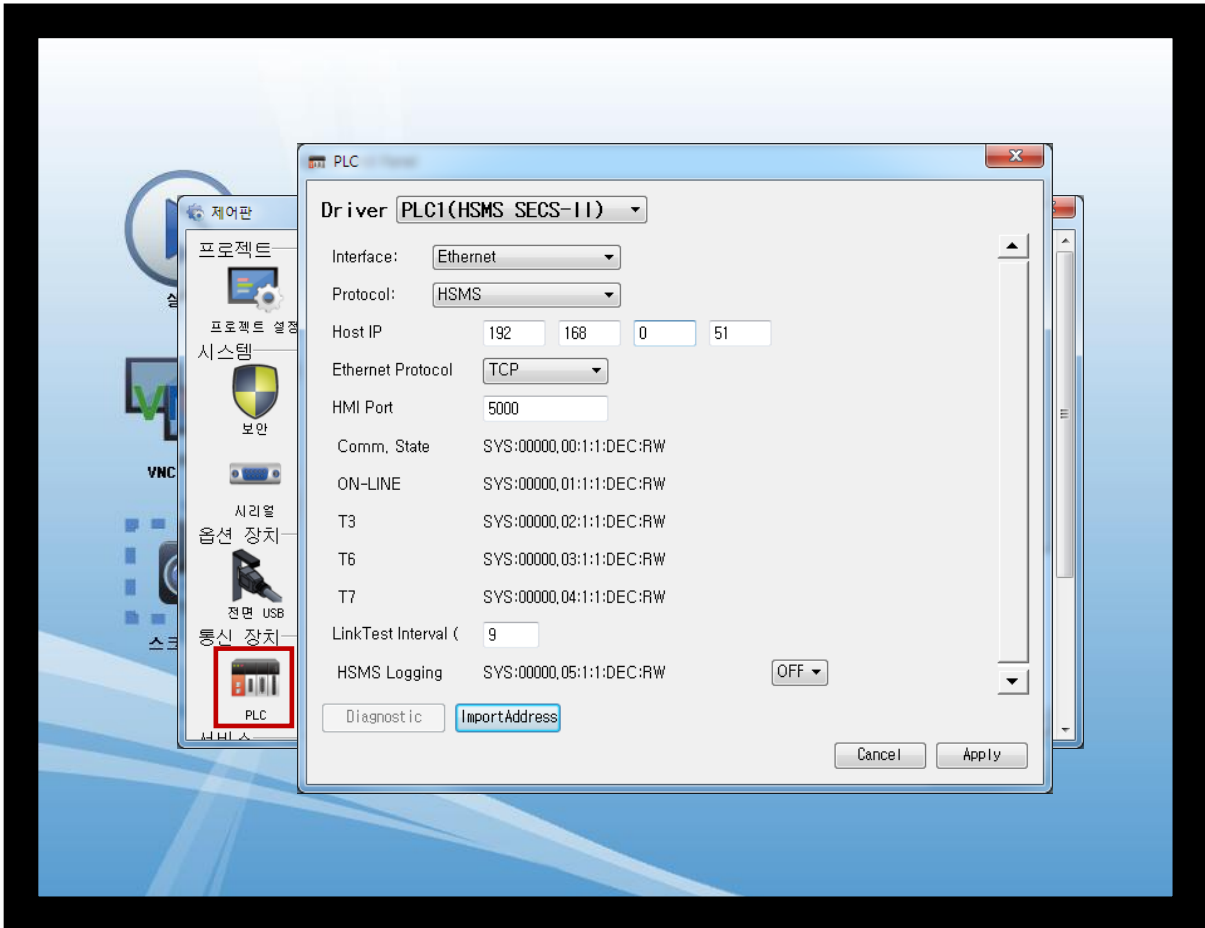 PLC
Driver PLC1(HSMS SECS-II)
Interface: Ethernet
Protocol: HSMS
Host IP 192 168 0 51
Ethernet Protocol TCP
HMI Port 5000
Comm. State SYS:00000.00:1:1:DEC:RW
ON-LINE SYS:00000.01:1:1:DEC:RW
T3 SYS:00000.02:1:1:DEC:RW
T6 SYS:00000.03:1:1:DEC:RW
T7 SYS:00000.04:1:1:DEC:RW
LinkTest Interval ( 9
HSMS Logging SYS:00000.05:1:1:DEC:RW OFF
Diagnostic ImportAddress
Cancel Apply
제어판
프로젝트
프로젝트 설정
시스템
보안
시리얼
옵션 장치
전면 USB
통신 장치
PLC
서비스
VNC
스크